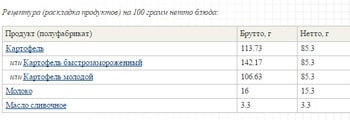 Рецептура (раскладка продуктов) на 100 грамм нетто блюда:
Продукт (полуфабрикат) Брутто, г Нетто, г
Картофель 113.73 85.3
или Картофель быстрозамороженный 142.17 85.3
или Картофель молодой 106.63 85.3
Молоко 16 15.3
Масло сливочное 3.3 3.3